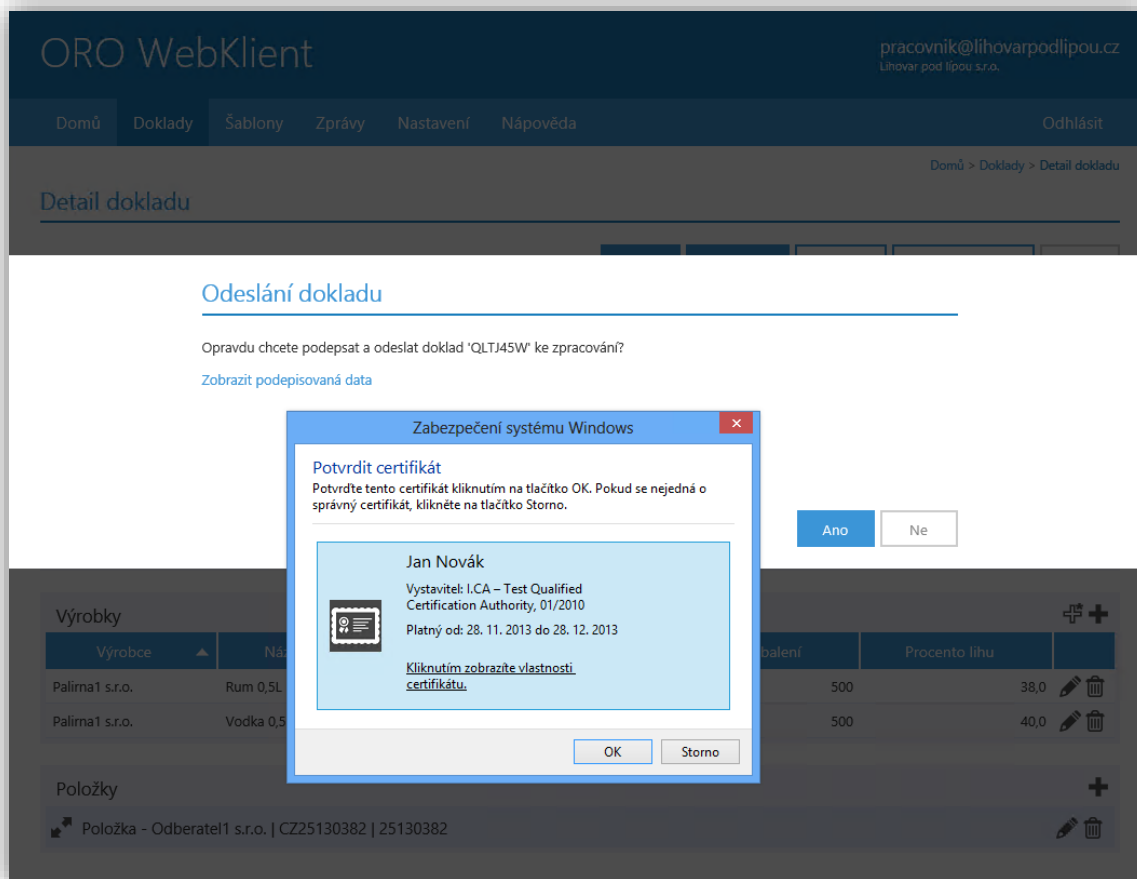 ORO WebKlient
pracovnik@lihovarpodlipou.cz
Lihovar pod lípou s.r.o.
Domů Doklady Šablony Zprávy Nastavení Nápověda Odhlásit
Domů > Doklady > Detail dokladu
Detail dokladu
Odeslání dokladu
Opravdu chcete podepsat a odeslat doklad 'QLTJ45W' ke zpracování?
Zobrazit podepisovaná data
Zabezpečení systému Windows
Potvrdit certifikát
Potvrďte tento certifikát kliknutím na tlačítko OK. Pokud se nejedná o
správný certifikát, klikněte na tlačítko Storno.
Jan Novák
Vystavitel: I.CA – Test Qualified
Certification Authority, 01/2010
Platný od: 28. 11. 2013 do 28. 12. 2013
Kliknutím zobrazíte vlastnosti
certifikátu.
OK Storno
Ano Ne
Výrobky
Výrobce Procento lihu
Palirna1 s.r.o. Rum 0,5L 500 38,0
Palirna1 s.r.o. Vodka 0,5 500 40,0
Položky
Položka - Odberatel1 s.r.o. | CZ25130382 | 25130382